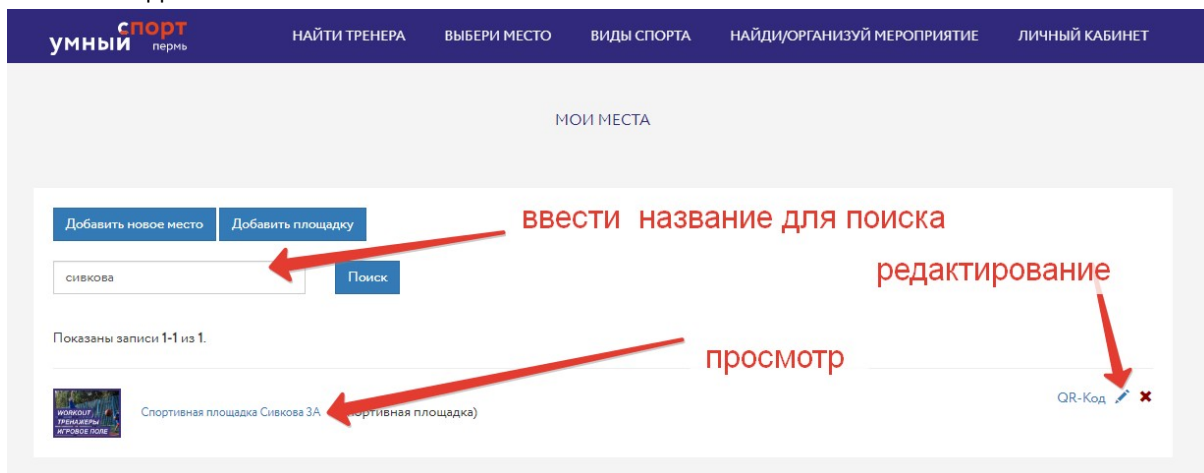 умный спорт
пермь
НАЙТИ ТРЕНЕРА ВЫБЕРИ МЕСТО ВИДЫ СПОРТА НАЙДИ/ОРГАНИЗУЙ МЕРОПРИЯТИЕ ЛИЧНЫЙ КАБИНЕТ
МОИ МЕСТА
Добавить новое место Добавить площадку
ввести название для поиска
сивкова Поиск
редактирование
Показаны записи 1-1 из 1.
просмотр
WORKOUT
ТРЕНАЖЕРЫ
ИГРОВОЕ ПОЛЕ
Спортивная площадка Сивкова 3А портивная площадка)
QR-Код